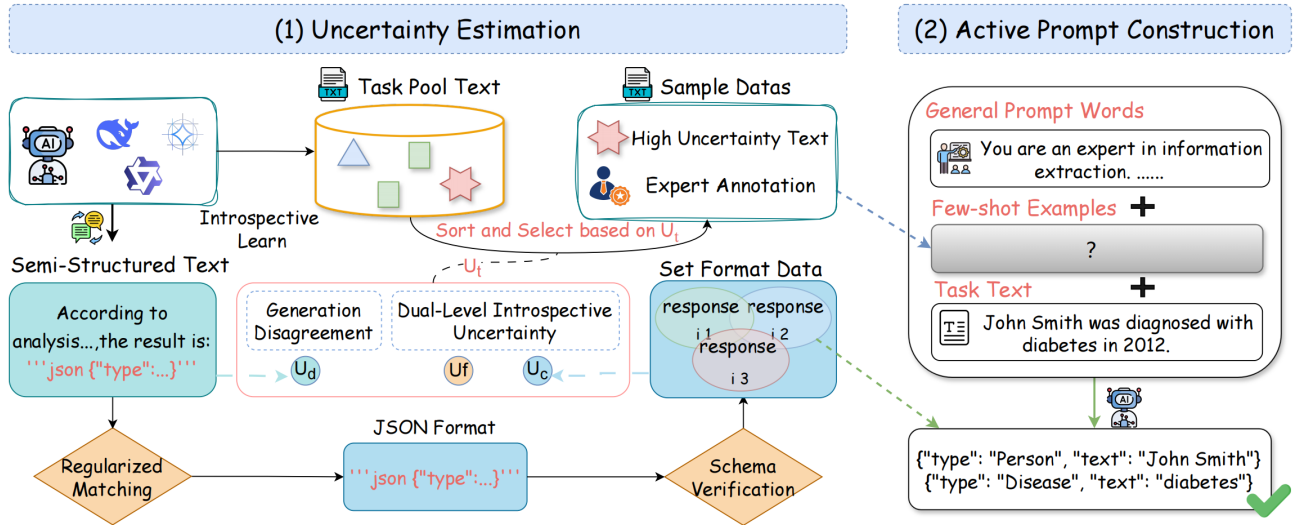 (1) Uncertainty Estimation
(2) Active Prompt Construction
TXT
Task Pool Text
TXT
Sample Datas
AI
High Uncertainty Text
Expert Annotation
Introspective
Learn
Sort and Select based on Ut
Ut
Semi-Structured Text
According to
analysis...,the result is:
'''json {"type":...}'''
Generation
Disagreement
Dual-Level Introspective
Uncertainty
Ud
Uf
Uc
Set Format Data
response
i 1
response
i 2
response
i 3
Regularized
Matching
JSON Format
'''json {"type":...}'''
Schema
Verification
General Prompt Words
You are an expert in information
extraction. ......
+
Few-shot Examples
?
+
Task Text
T
John Smith was diagnosed with
diabetes in 2012.
AI
{"type": "Person", "text": "John Smith"}
{"type": "Disease", "text": "diabetes"}